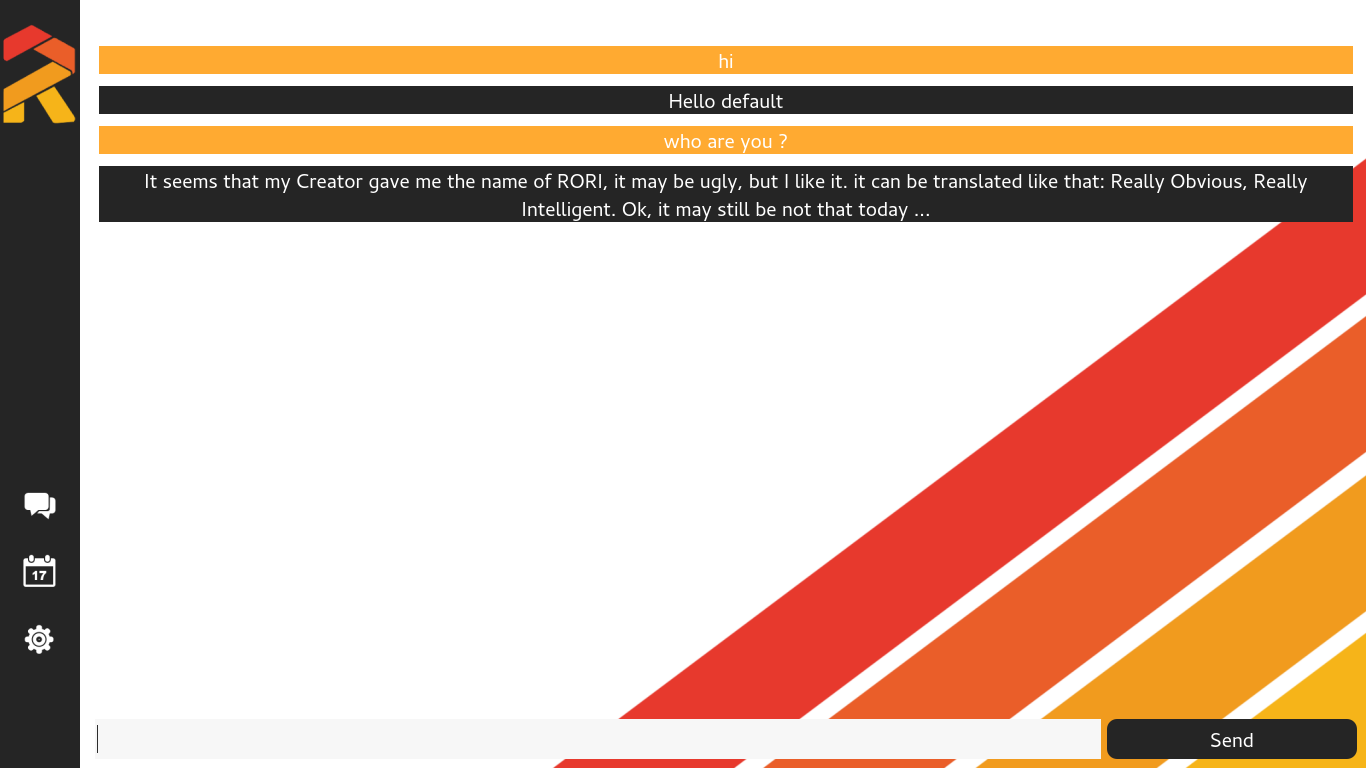 hi
Hello default
who are you ?
It seems that my Creator gave me the name of RORI, it may be ugly, but I like it. it can be translated like that: Really Obvious, Really
Intelligent. Ok, it may still be not that today ...
17
Send